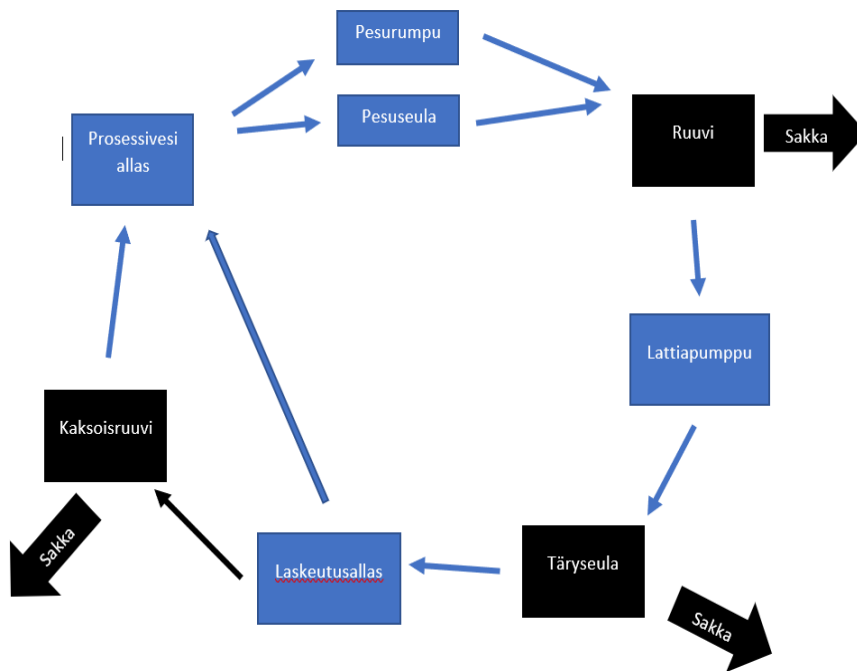 Pesurumpu
Pesuseula
Prosessivesi
allas
Ruuvi
Sakka
Lattiapumppu
Kaksoisruuvi
Sakka
Laskeutusallas
Täryseula
Sakka